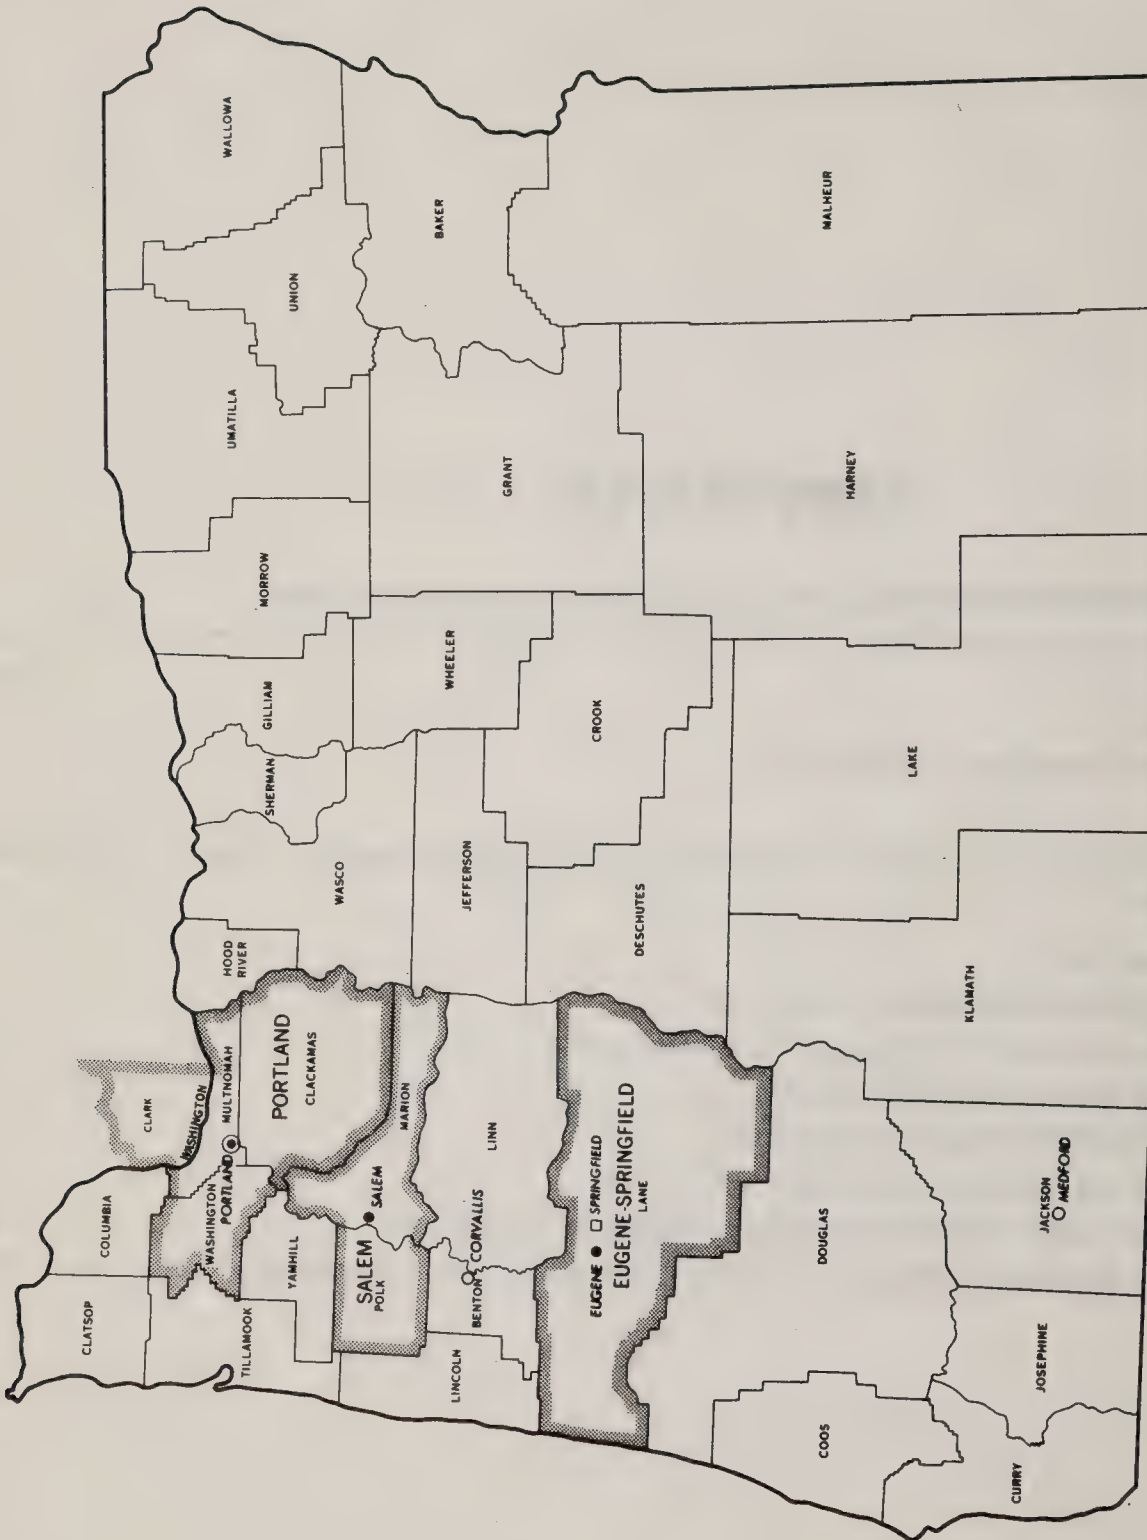 CLATSOP
COLUMBIA
CLARK
WASHINGTON
MULTNOMAH
WASHINGTON
PORTLAND
PORTLAND
CLACKAMAS
TILLAMOOK
YAMHILL
HOOD
RIVER
WASCO
SHERMAN
GILLIAM
MORROW
UMATILLA
UNION
WALLOWA
SALEM
POLK
SALEM
MARION
LINCOLN
BENTON
CORVALLIS
LINN
JEFFERSON
WHEELER
GRANT
BAKER
EUGENE
SPRINGFIELD
EUGENE-SPRINGFIELD
LANE
DESCHUTES
CROOK
COOS
DOUGLAS
CURRY
JOSEPHINE
JACKSON
MEDFORD
KLAMATH
LAKE
HARNEY
MALHEUR